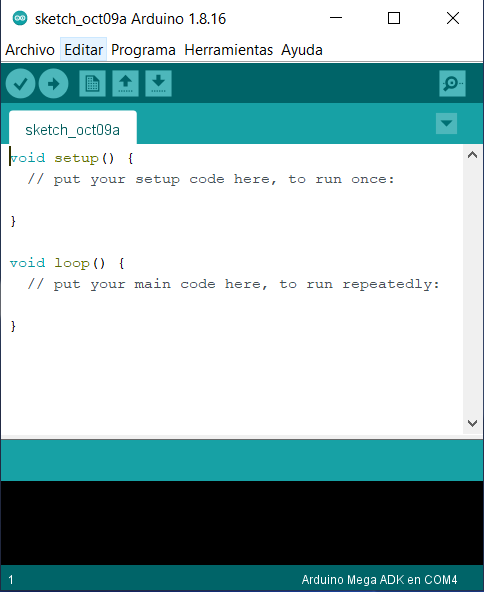 sketch_oct09a Arduino 1.8.16
Archivo Editar Programa Herramientas Ayuda
sketch_oct09a
void setup() {
  // put your setup code here, to run once:
}
void loop() {
  // put your main code here, to run repeatedly:
}
1 Arduino Mega ADK en COM4